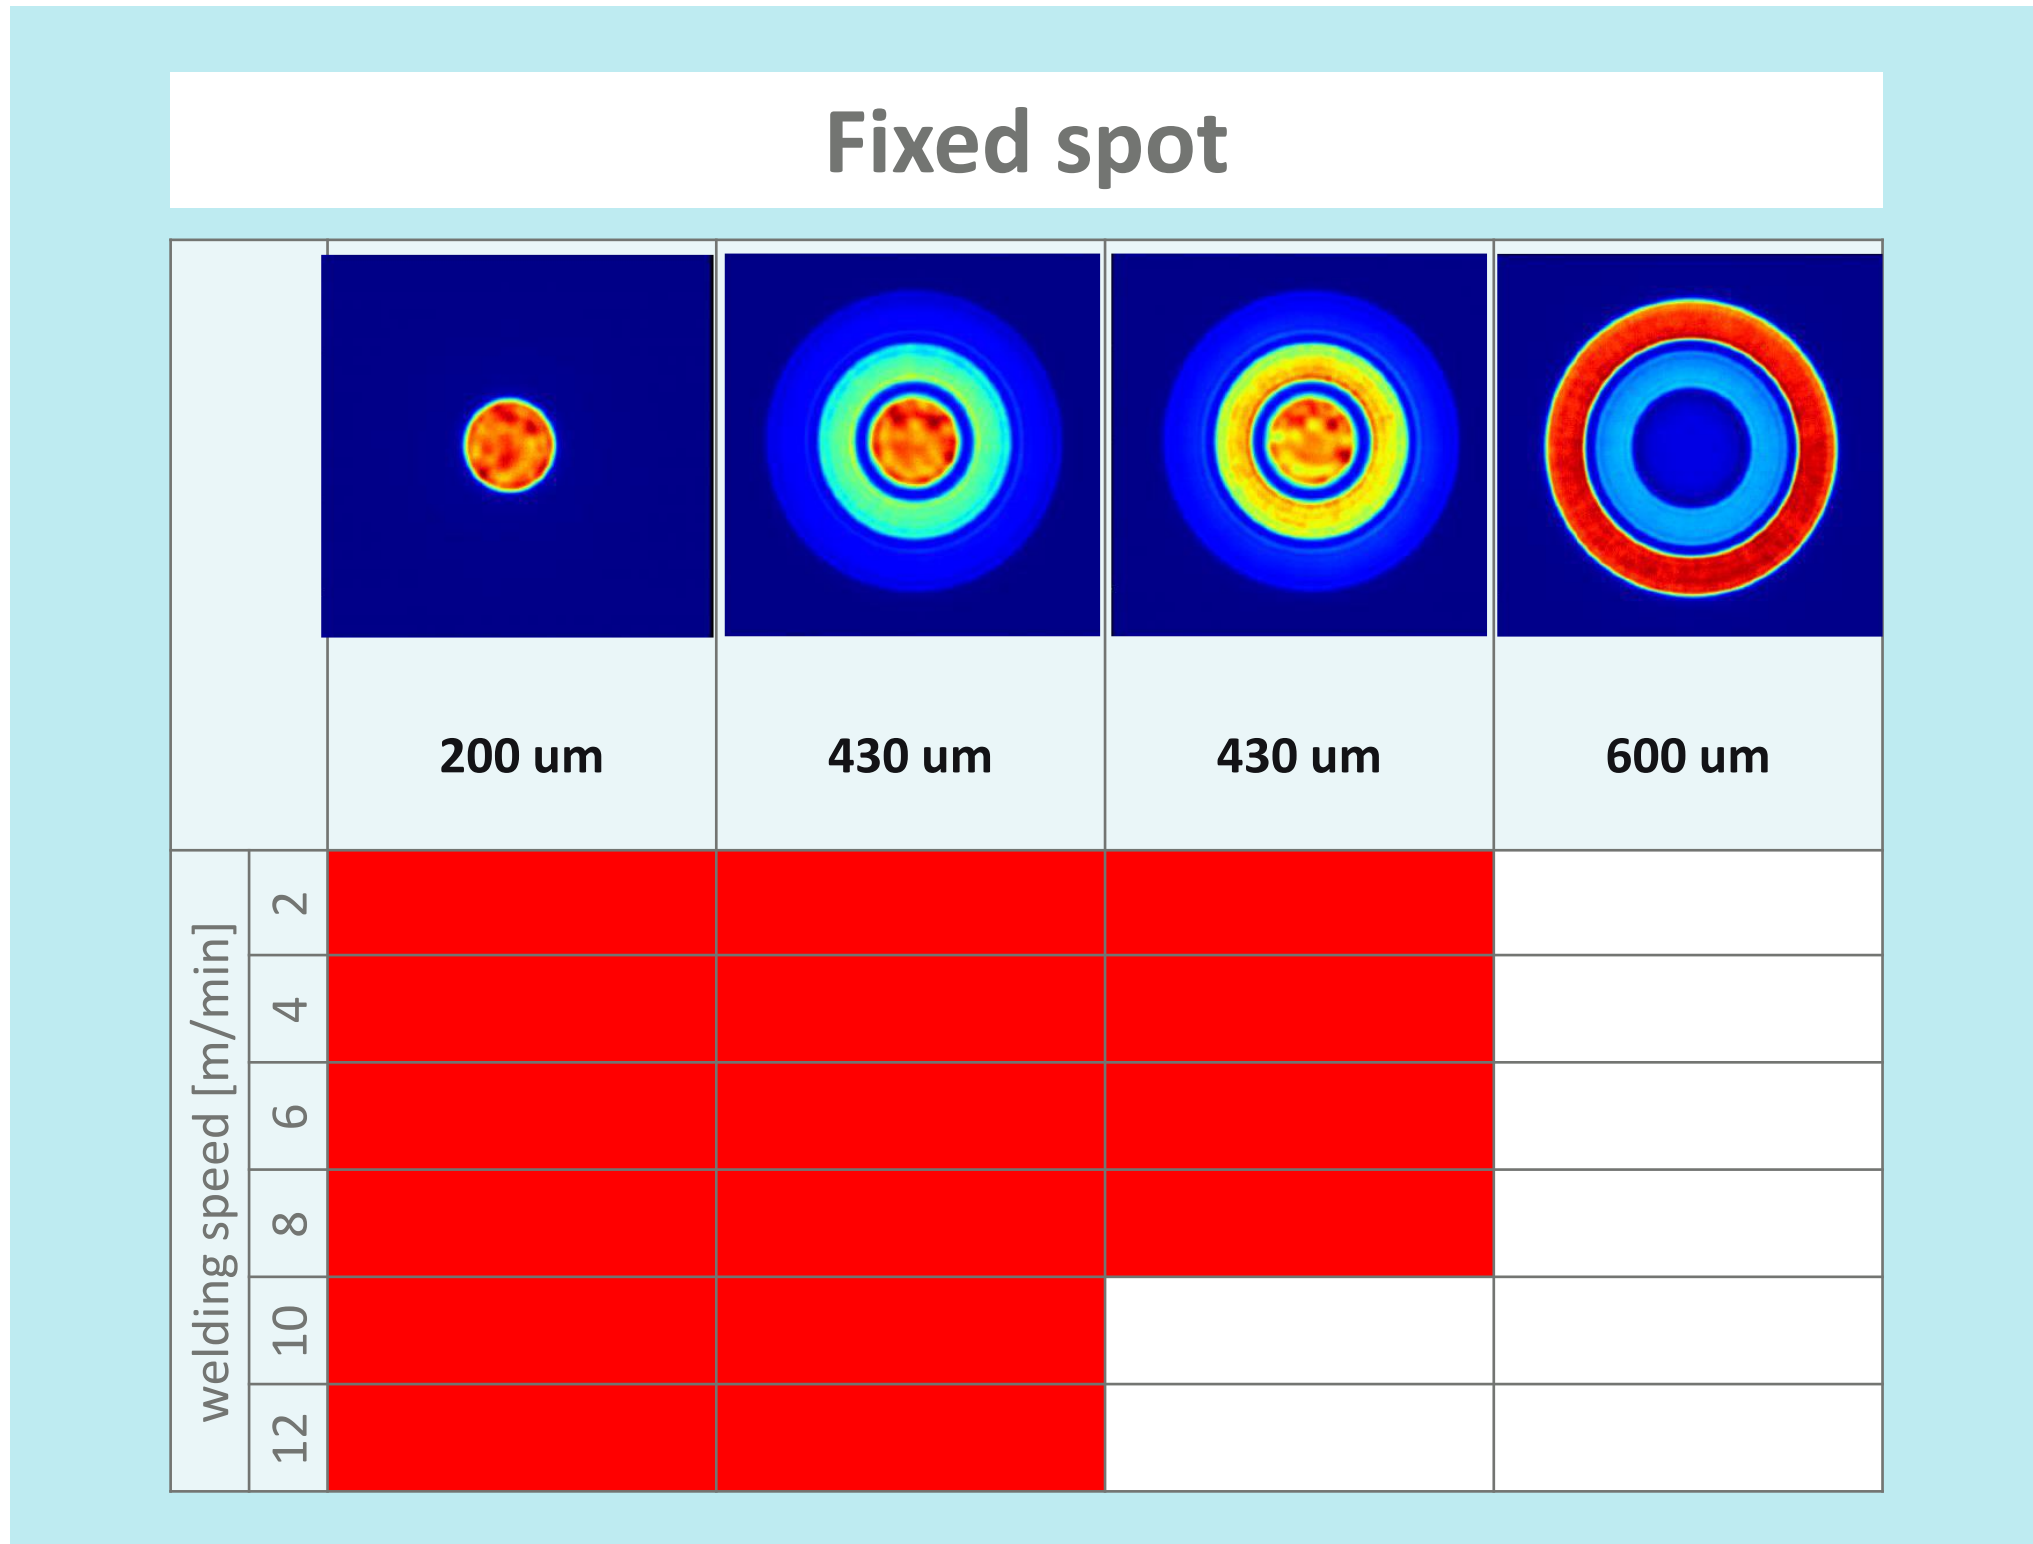 Fixed spot
200 um
430 um
430 um
600 um
welding speed [m/min]
2
4
6
8
10
12